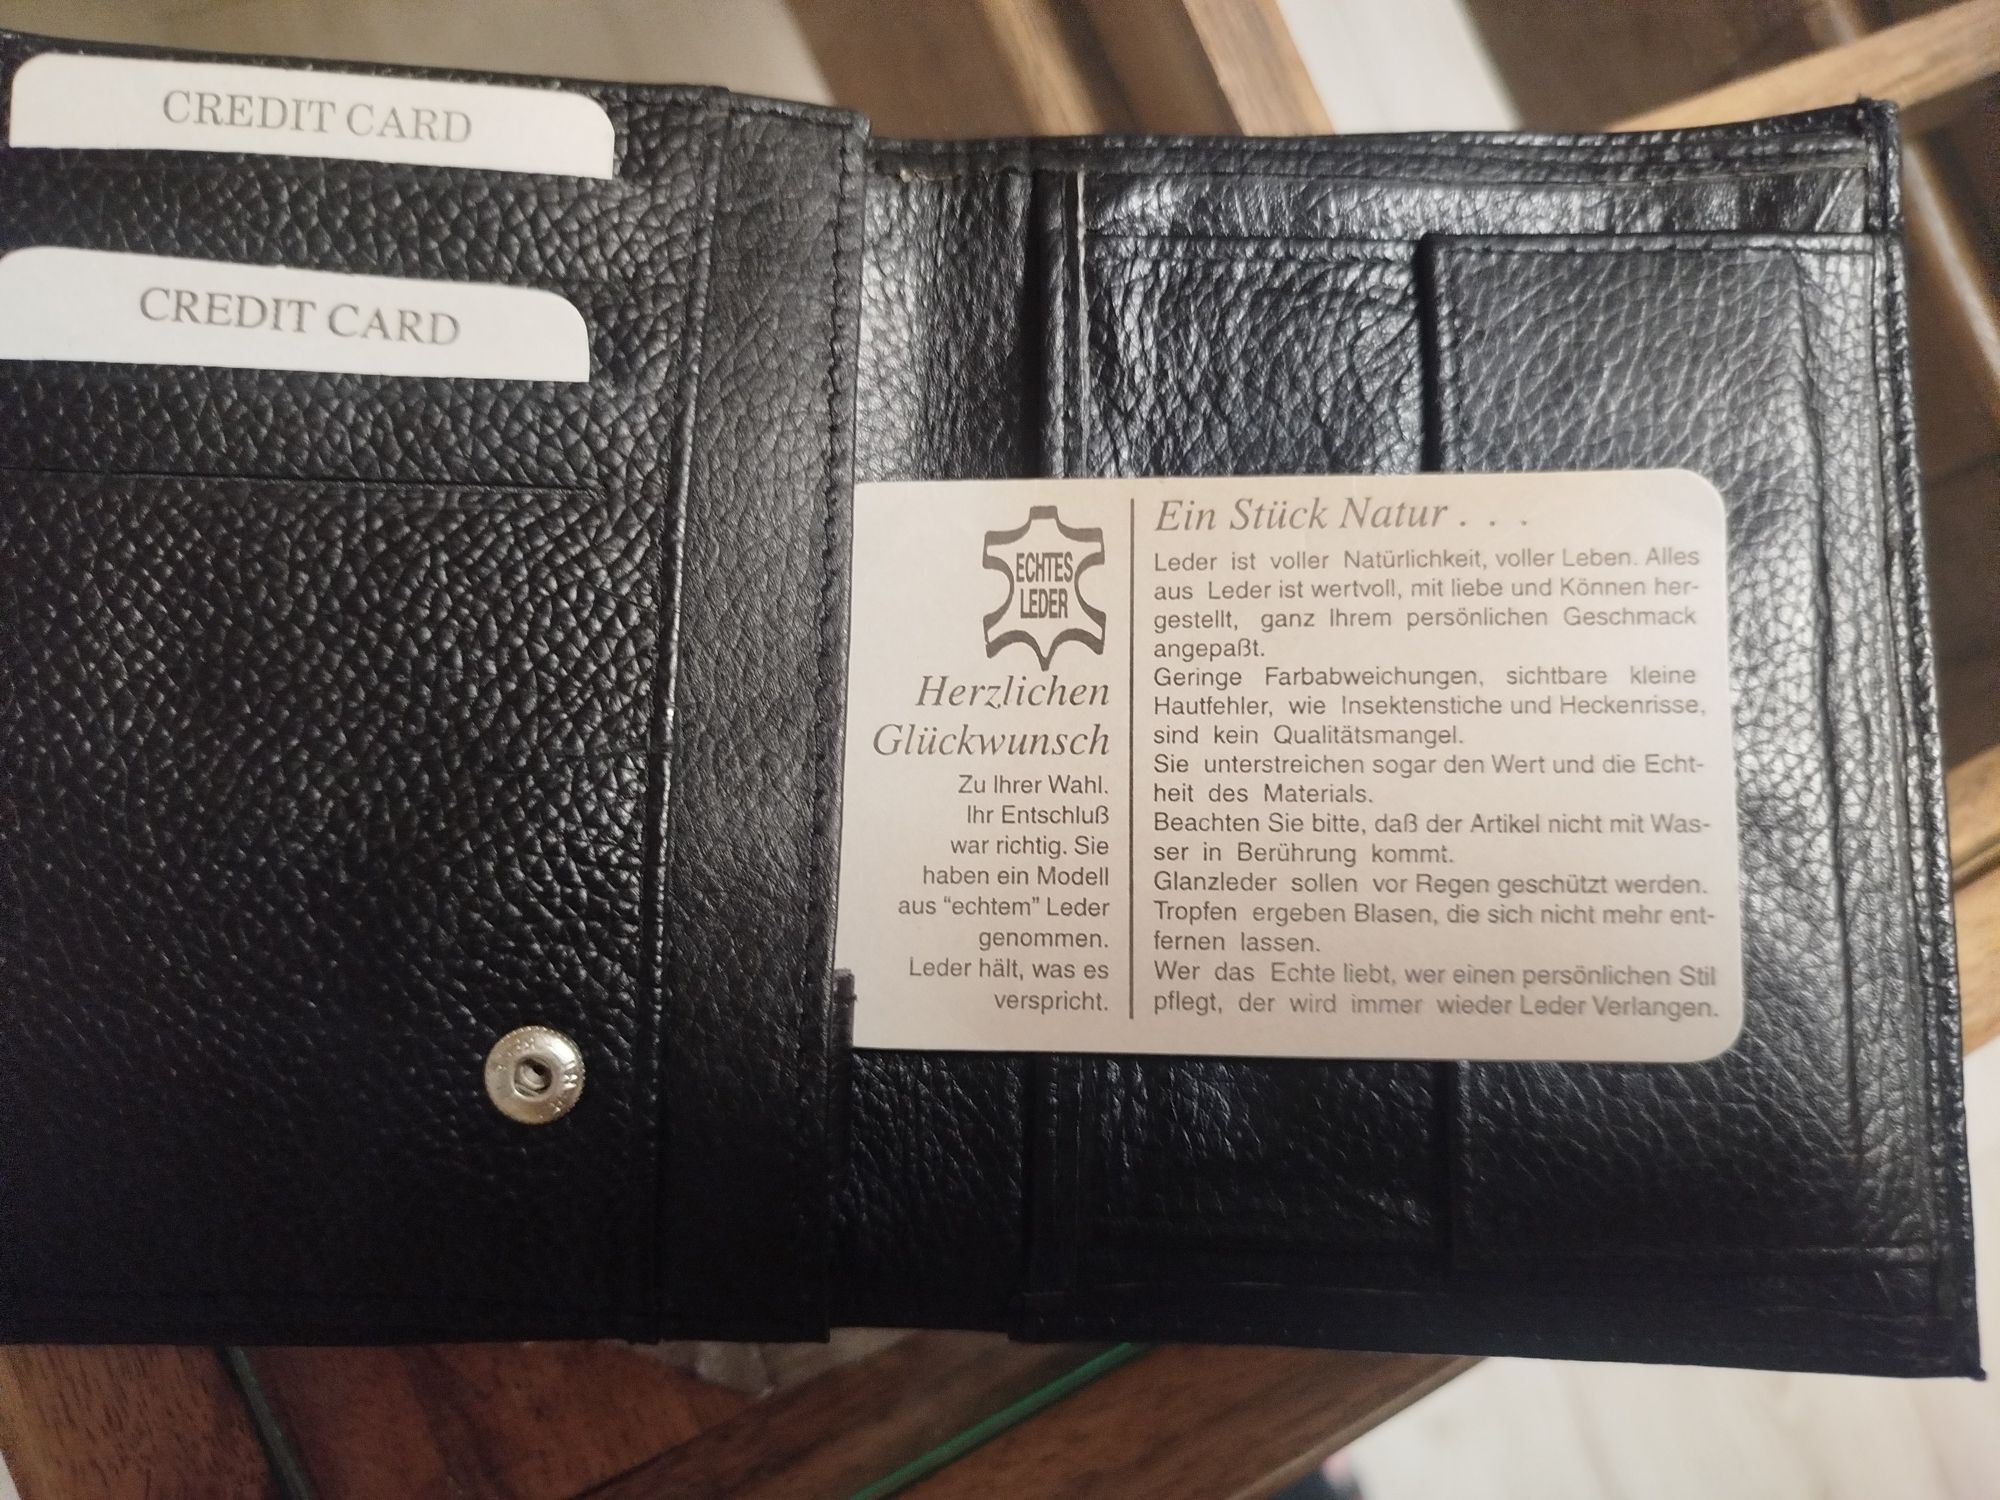 CREDIT CARD
CREDIT CARD
ECHTES
LEDER
Herzlichen
Glückwunsch
Zu Ihrer Wahl.
Ihr Entschluß
war richtig. Sie
haben ein Modell
aus “echtem” Leder
genommen.
Leder hält, was es
verspricht.
Ein Stück Natur . . .
Leder ist voller Natürlichkeit, voller Leben. Alles
aus Leder ist wertvoll, mit liebe und Können her-
gestellt, ganz Ihrem persönlichen Geschmack
angepaßt.
Geringe Farbabweichungen, sichtbare kleine
Hautfehler, wie Insektenstiche und Heckenrisse,
sind kein Qualitätsmangel.
Sie unterstreichen sogar den Wert und die Echt-
heit des Materials.
Beachten Sie bitte, daß der Artikel nicht mit Was-
ser in Berührung kommt.
Glanzleder sollen vor Regen geschützt werden.
Tropfen ergeben Blasen, die sich nicht mehr ent-
fernen lassen.
Wer das Echte liebt, wer einen persönlichen Stil
pflegt, der wird immer wieder Leder Verlangen.